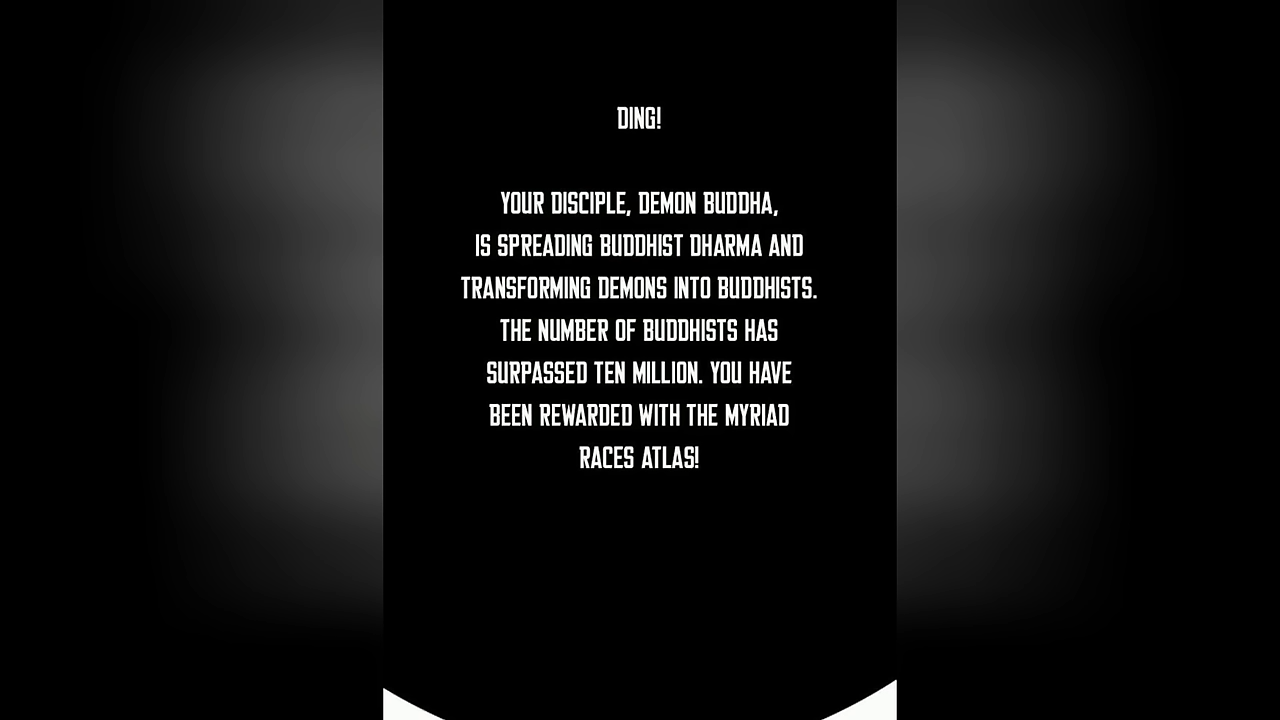 DING!
YOUR DISCIPLE, DEMON BUDDHA,
IS SPREADING BUDDHIST DHARMA AND
TRANSFORMING DEMONS INTO BUDDHISTS.
THE NUMBER OF BUDDHISTS HAS
SURPASSED TEN MILLION. YOU HAVE
BEEN REWARDED WITH THE MYRIAD
RACES ATLAS!